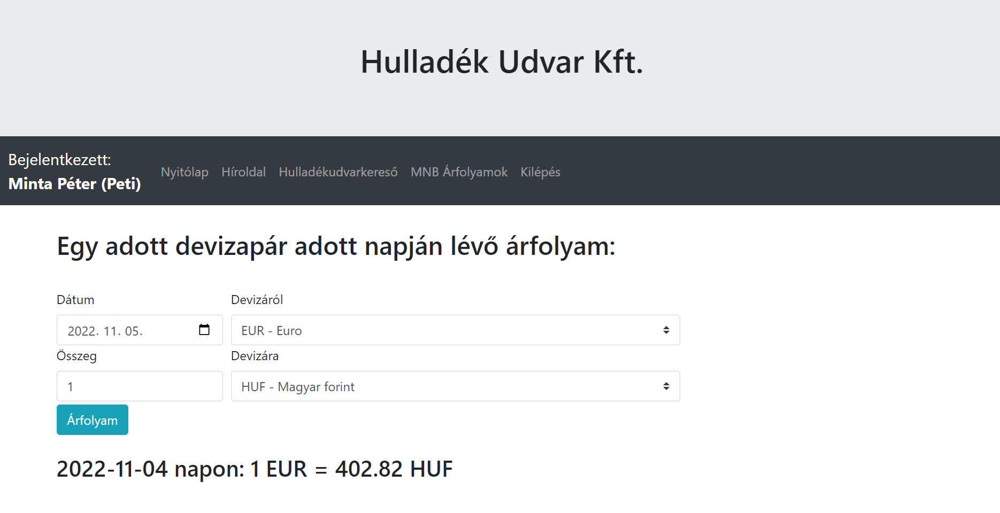 Hulladék Udvar Kft.
Bejelentkezett:
Minta Péter (Peti)
Nyitólap Híroldal Hulladékudvarkereső MNB Árfolyamok Kilépés
Egy adott devizapár adott napján lévő árfolyam:
Dátum Devizáról
2022. 11. 05. EUR - Euro
Összeg Devizára
1 HUF - Magyar forint
Árfolyam
2022-11-04 napon: 1 EUR = 402.82 HUF